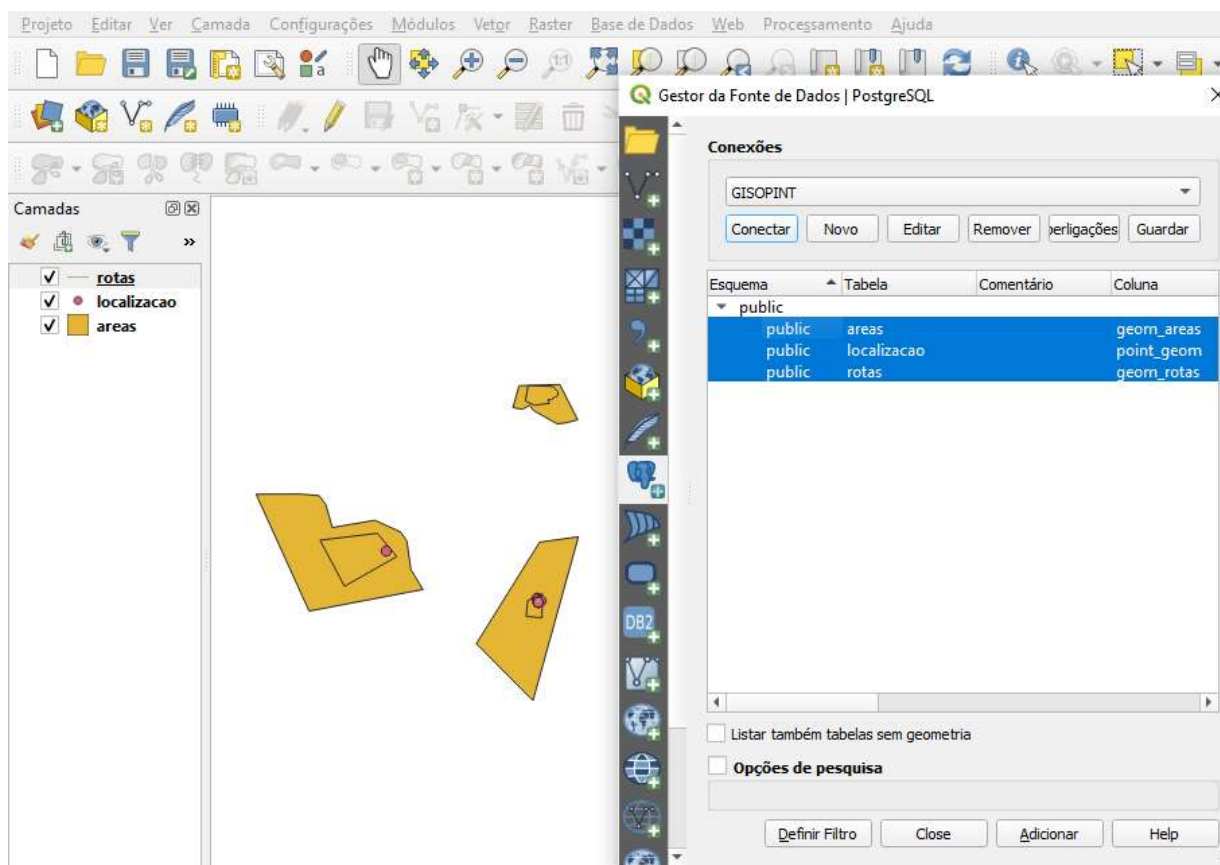 Projeto Editar Ver Camada Configurações Módulos Vetor Raster Base de Dados Web Processamento Ajuda
Gestor da Fonte de Dados | PostgreSQL
Conexões
GISOPINT
Conectar Novo Editar Remover perligações Guardar
Esquema Tabela Comentário Coluna
public
public areas geom_areas
public localizacao point_geom
public rotas geom_rotas
Listar também tabelas sem geometria
Opções de pesquisa
Definir Filtro Close Adicionar Help
Camadas
rotas
localizacao
areas
DB2